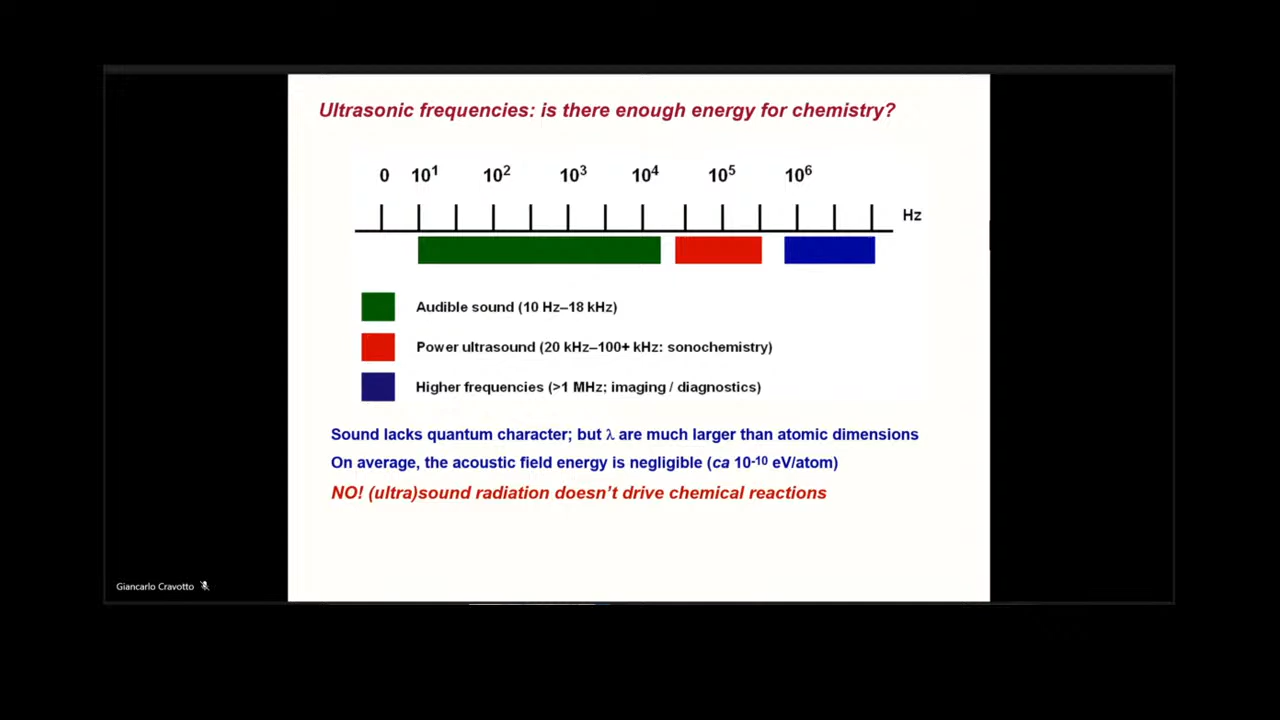 Ultrasonic frequencies: is there enough energy for chemistry?
0 10¹ 10² 10³ 10⁴ 10⁵ 10⁶
Hz
Audible sound (10 Hz–18 kHz)
Power ultrasound (20 kHz–100+ kHz: sonochemistry)
Higher frequencies (>1 MHz; imaging / diagnostics)
Sound lacks quantum character; but λ are much larger than atomic dimensions
On average, the acoustic field energy is negligible (ca 10⁻¹⁰ eV/atom)
NO! (ultra)sound radiation doesn't drive chemical reactions
Giancarlo Cravotto